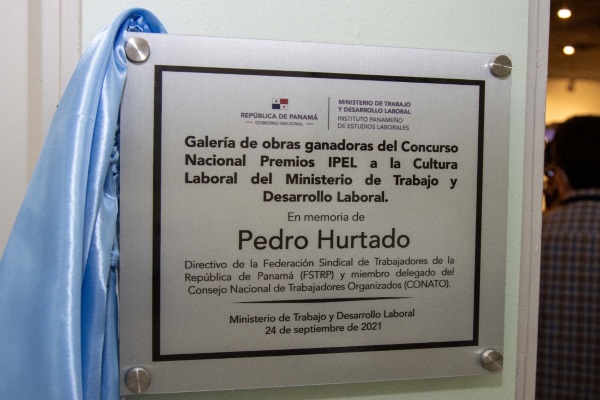 REPÚBLICA DE PANAMÁ
— GOBIERNO NACIONAL —
MINISTERIO DE TRABAJO
Y DESARROLLO LABORAL
INSTITUTO PANAMEÑO
DE ESTUDIOS LABORALES
Galería de obras ganadoras del Concurso
Nacional Premios IPEL a la Cultura
Laboral del Ministerio de Trabajo y
Desarrollo Laboral.
En memoria de
Pedro Hurtado
Directivo de la Federación Sindical de Trabajadores de la
República de Panamá (FSTRP) y miembro delegado del
Consejo Nacional de Trabajadores Organizados (CONATO).
Ministerio de Trabajo y Desarrollo Laboral
24 de septiembre de 2021